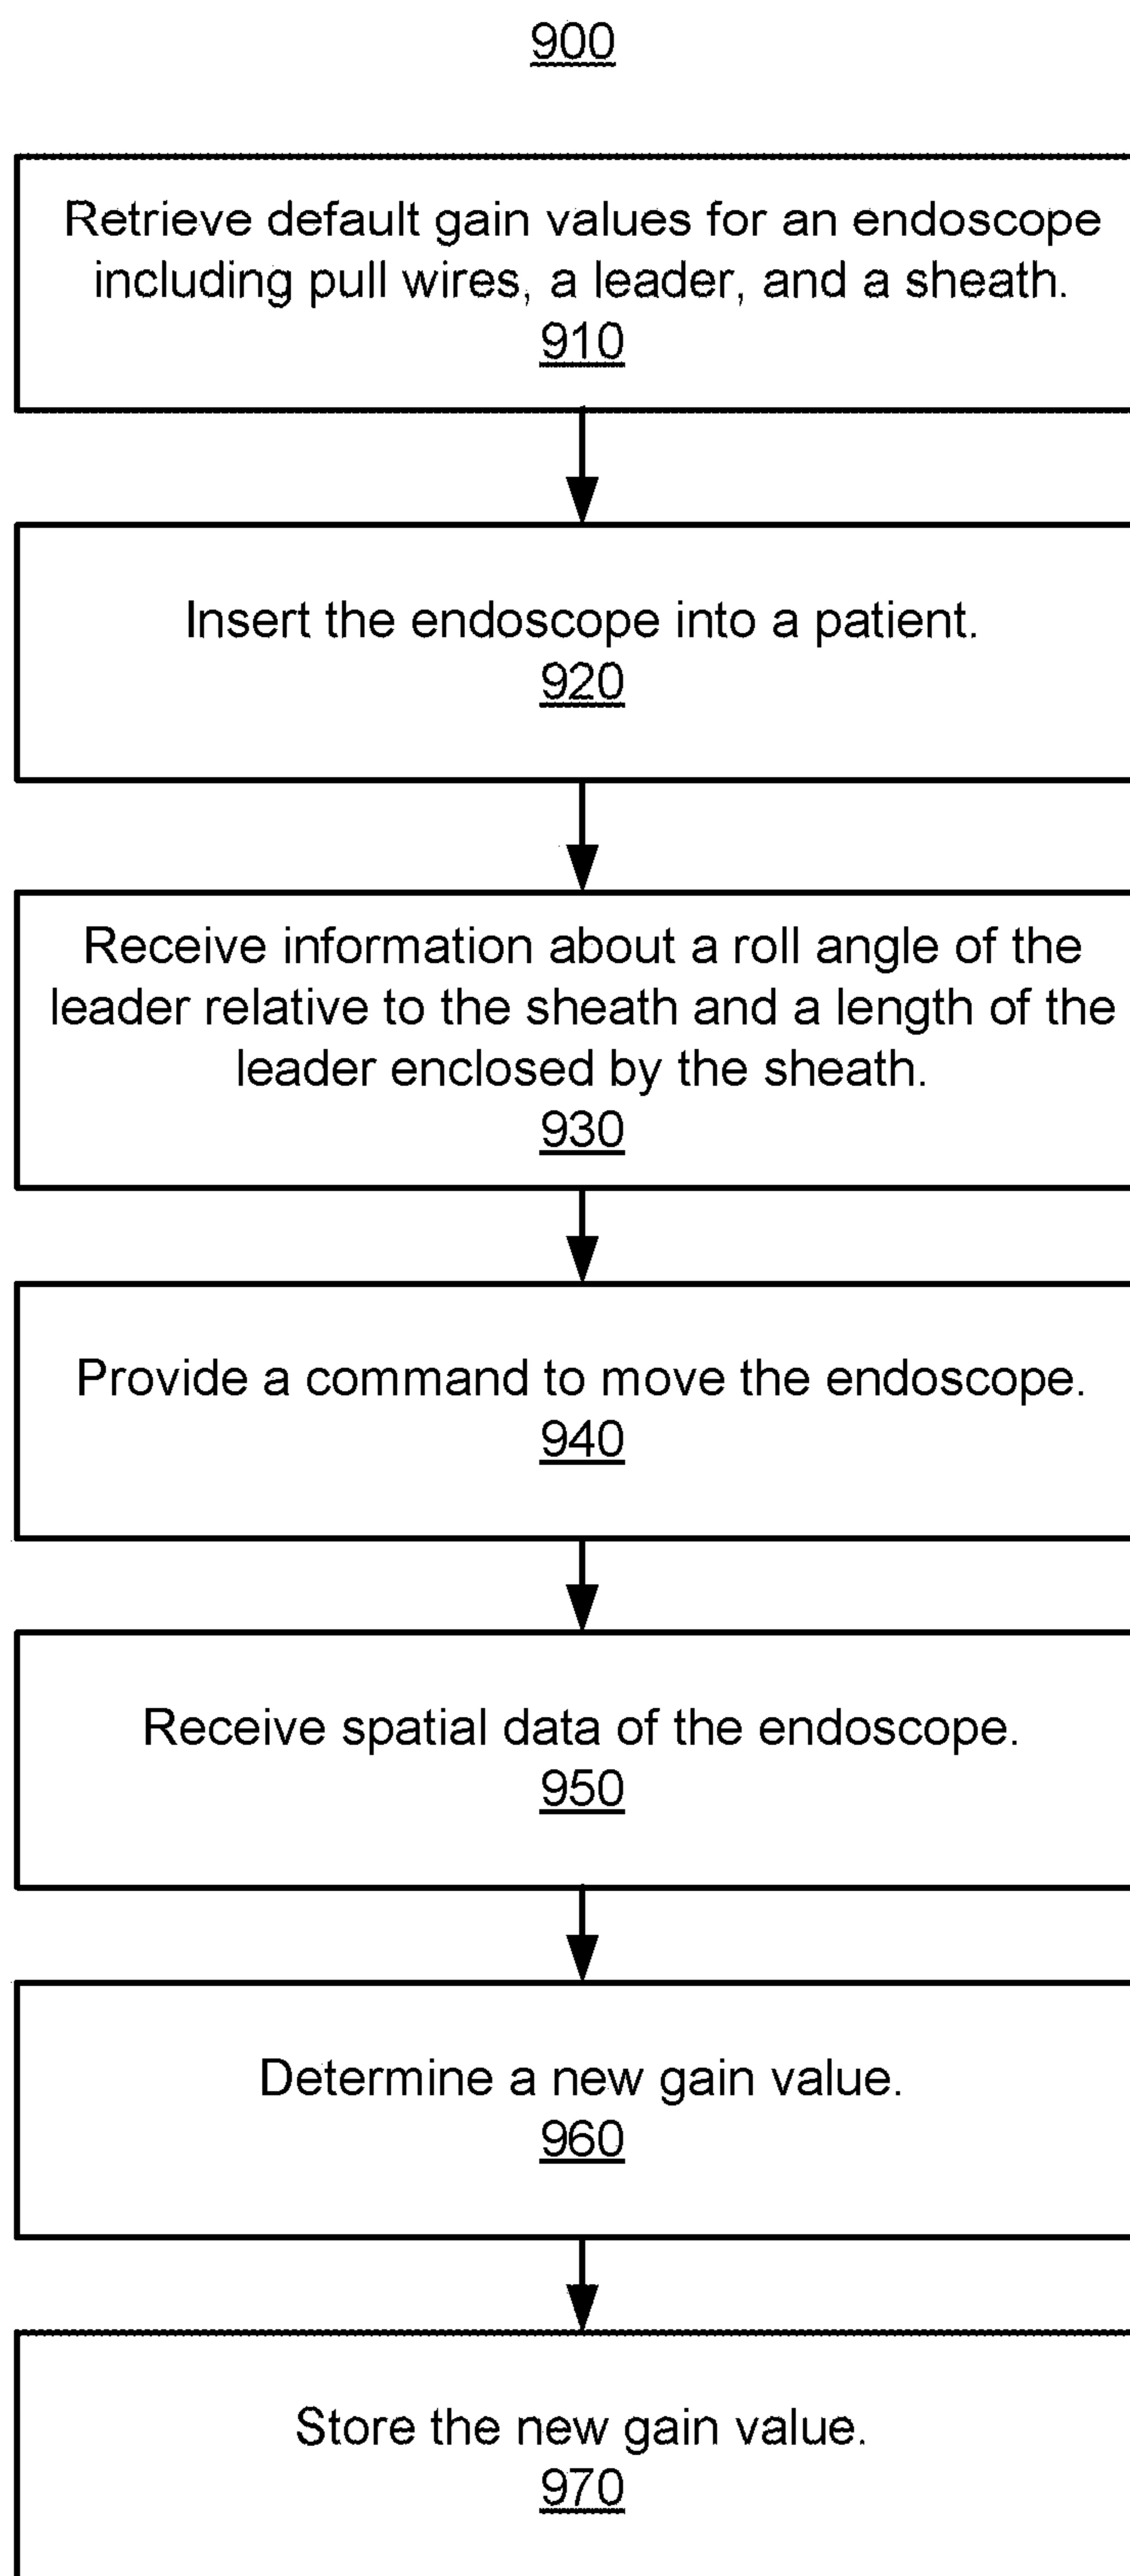 900
Retrieve default gain values for an endoscope
including pull wires, a leader, and a sheath.
910
Insert the endoscope into a patient.
920
Receive information about a roll angle of the
leader relative to the sheath and a length of the
leader enclosed by the sheath.
930
Provide a command to move the endoscope.
940
Receive spatial data of the endoscope.
950
Determine a new gain value.
960
Store the new gain value.
970